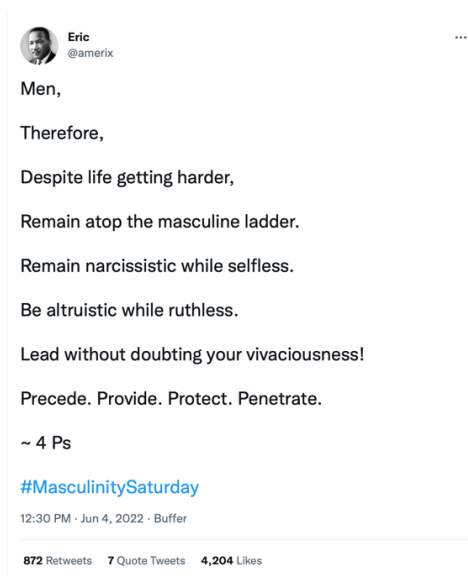 Eric
@amerix
Men,
Therefore,
Despite life getting harder,
Remain atop the masculine ladder.
Remain narcissistic while selfless.
Be altruistic while ruthless.
Lead without doubting your vivaciousness!
Precede. Provide. Protect. Penetrate.
~ 4 Ps
#MasculinitySaturday
12:30 PM · Jun 4, 2022 · Buffer
872 Retweets 7 Quote Tweets 4,204 Likes